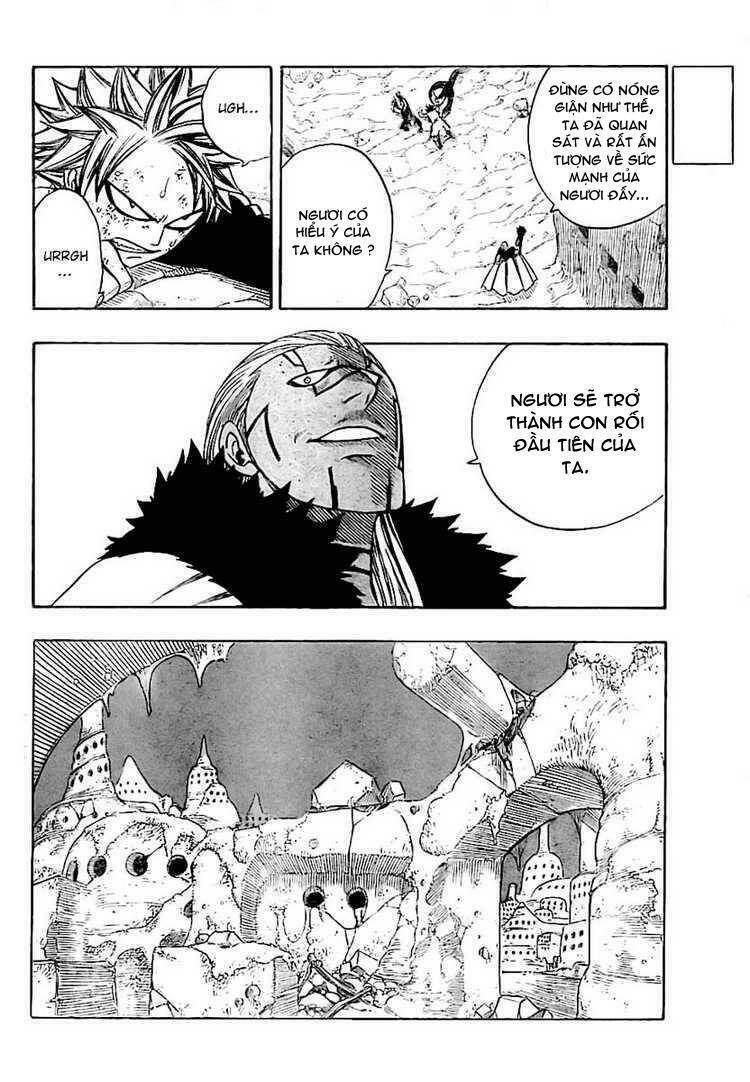 ĐỪNG CÓ NÓNG
GIẬN NHƯ THẾ,
TA ĐÃ QUAN
SÁT VÀ RẤT ẤN
TƯỢNG VỀ SỨC
MẠNH CỦA
NGƯƠI ĐẤY...
NGƯƠI CÓ
HIỂU Ý CỦA
TA KHÔNG ?
UGH...
URRGH
...
NGƯƠI SẼ TRỞ
THÀNH CON RỐI
ĐẦU TIÊN CỦA
TA.